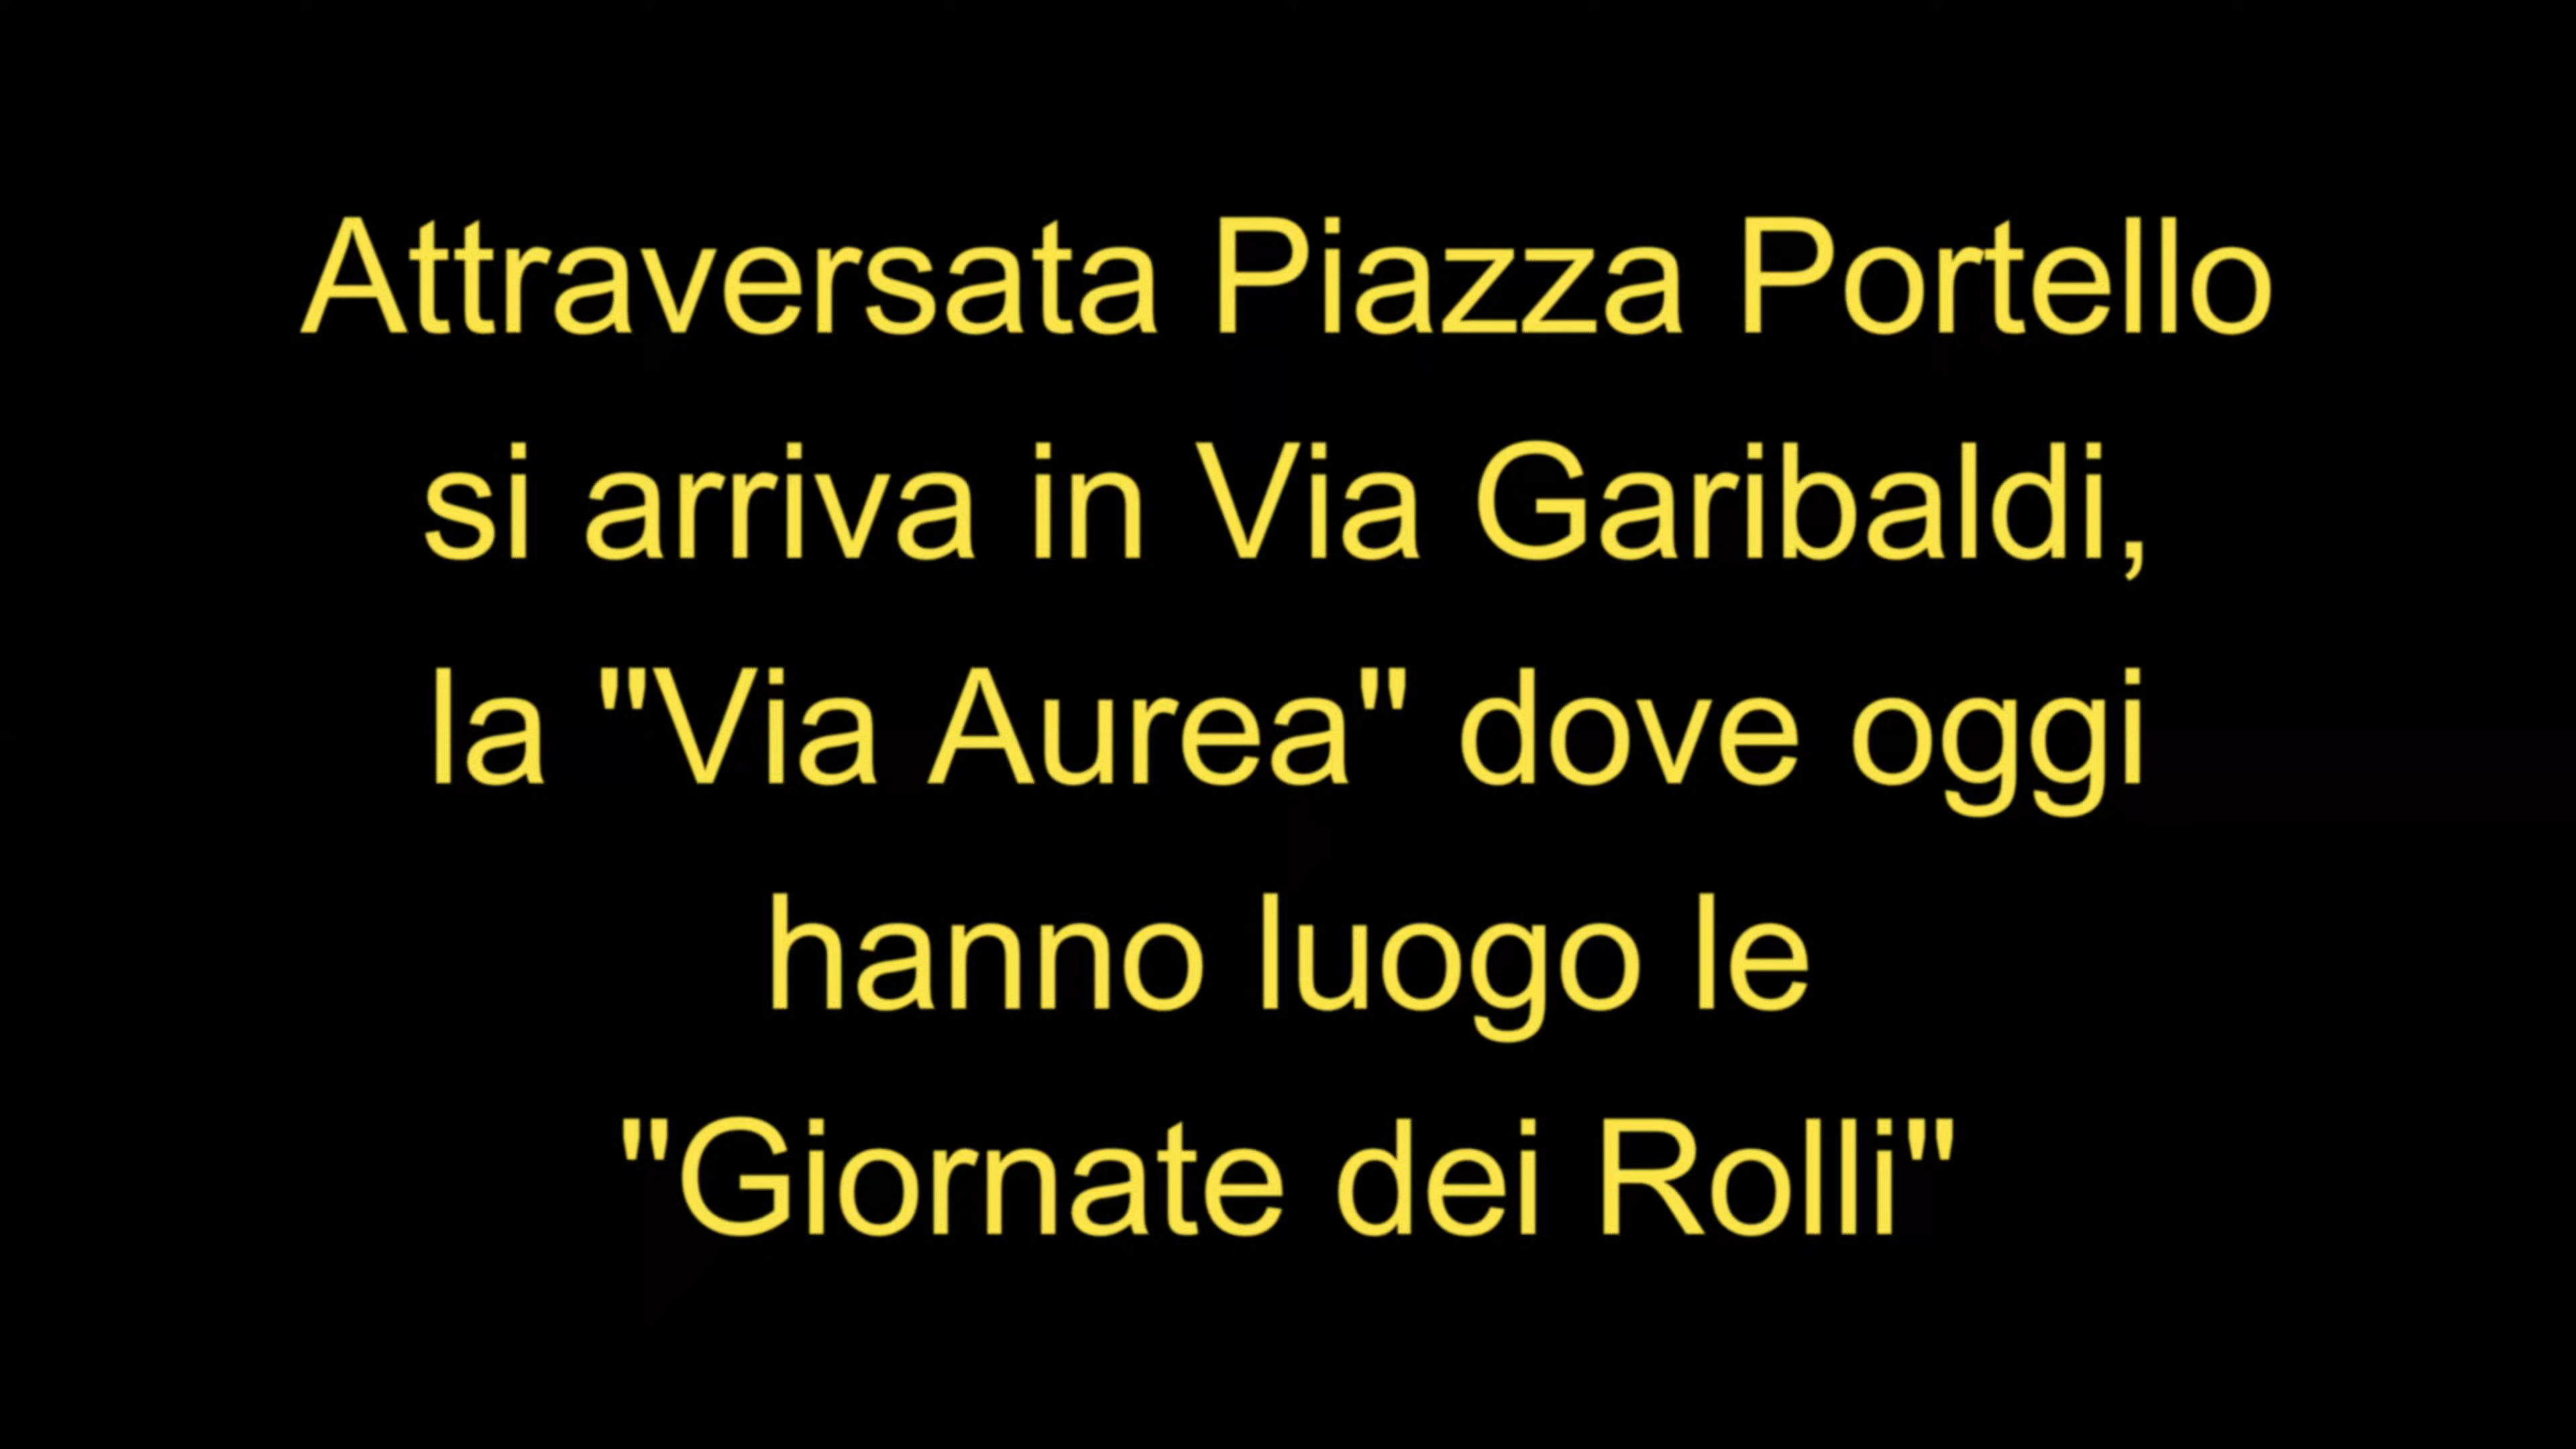 Attraversata Piazza Portello
si arriva in Via Garibaldi,
la "Via Aurea" dove oggi
hanno luogo le
"Giornate dei Rolli"